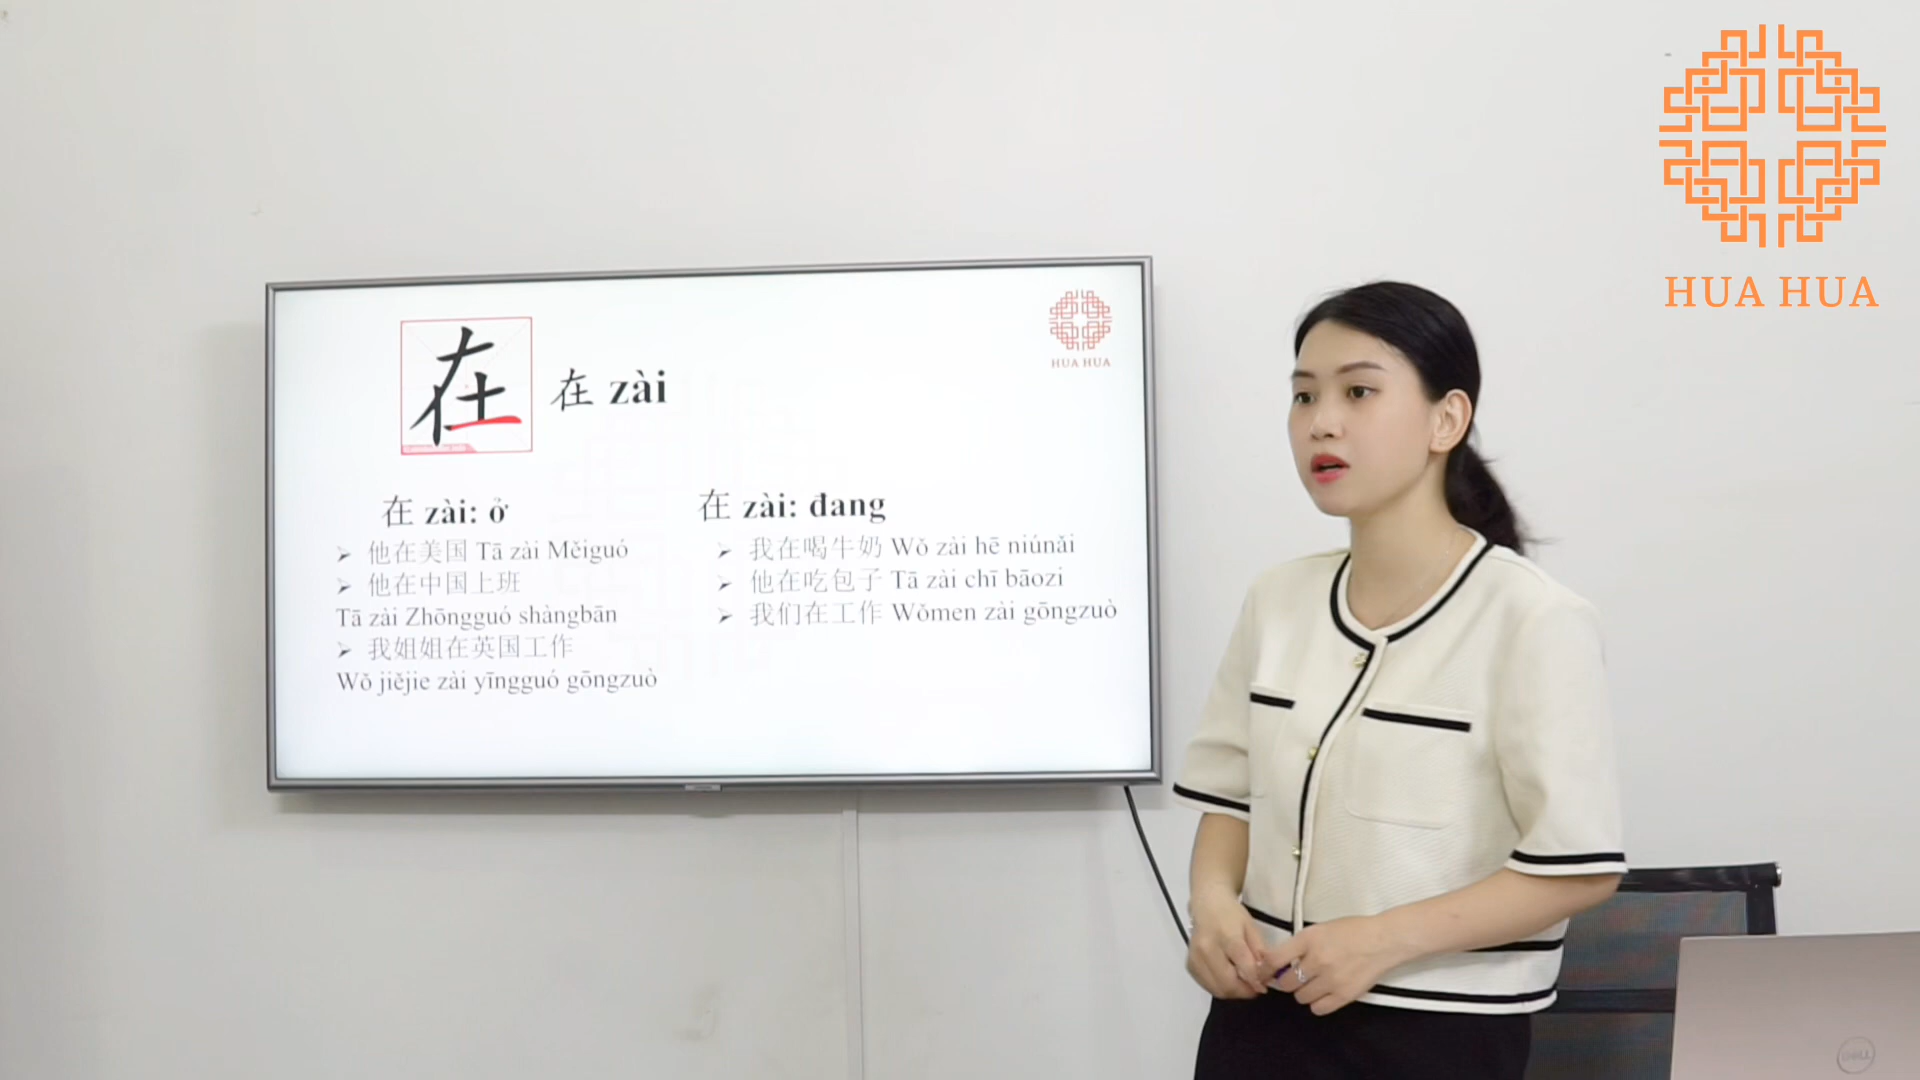 HUA HUA
HUA HUA
在
在 zài
在 zài: ở
➤ 他在美国 Tā zài Měiguó
➤ 他在中国上班
Tā zài Zhōngguó shàngbān
➤ 我姐姐在英国工作
Wǒ jiějie zài yīngguó gōngzuò
在 zài: đang
➤ 我在喝牛奶 Wǒ zài hē niúnǎi
➤ 他在吃包子 Tā zài chī bāozi
➤ 我们在工作 Wǒmen zài gōngzuò
DELL